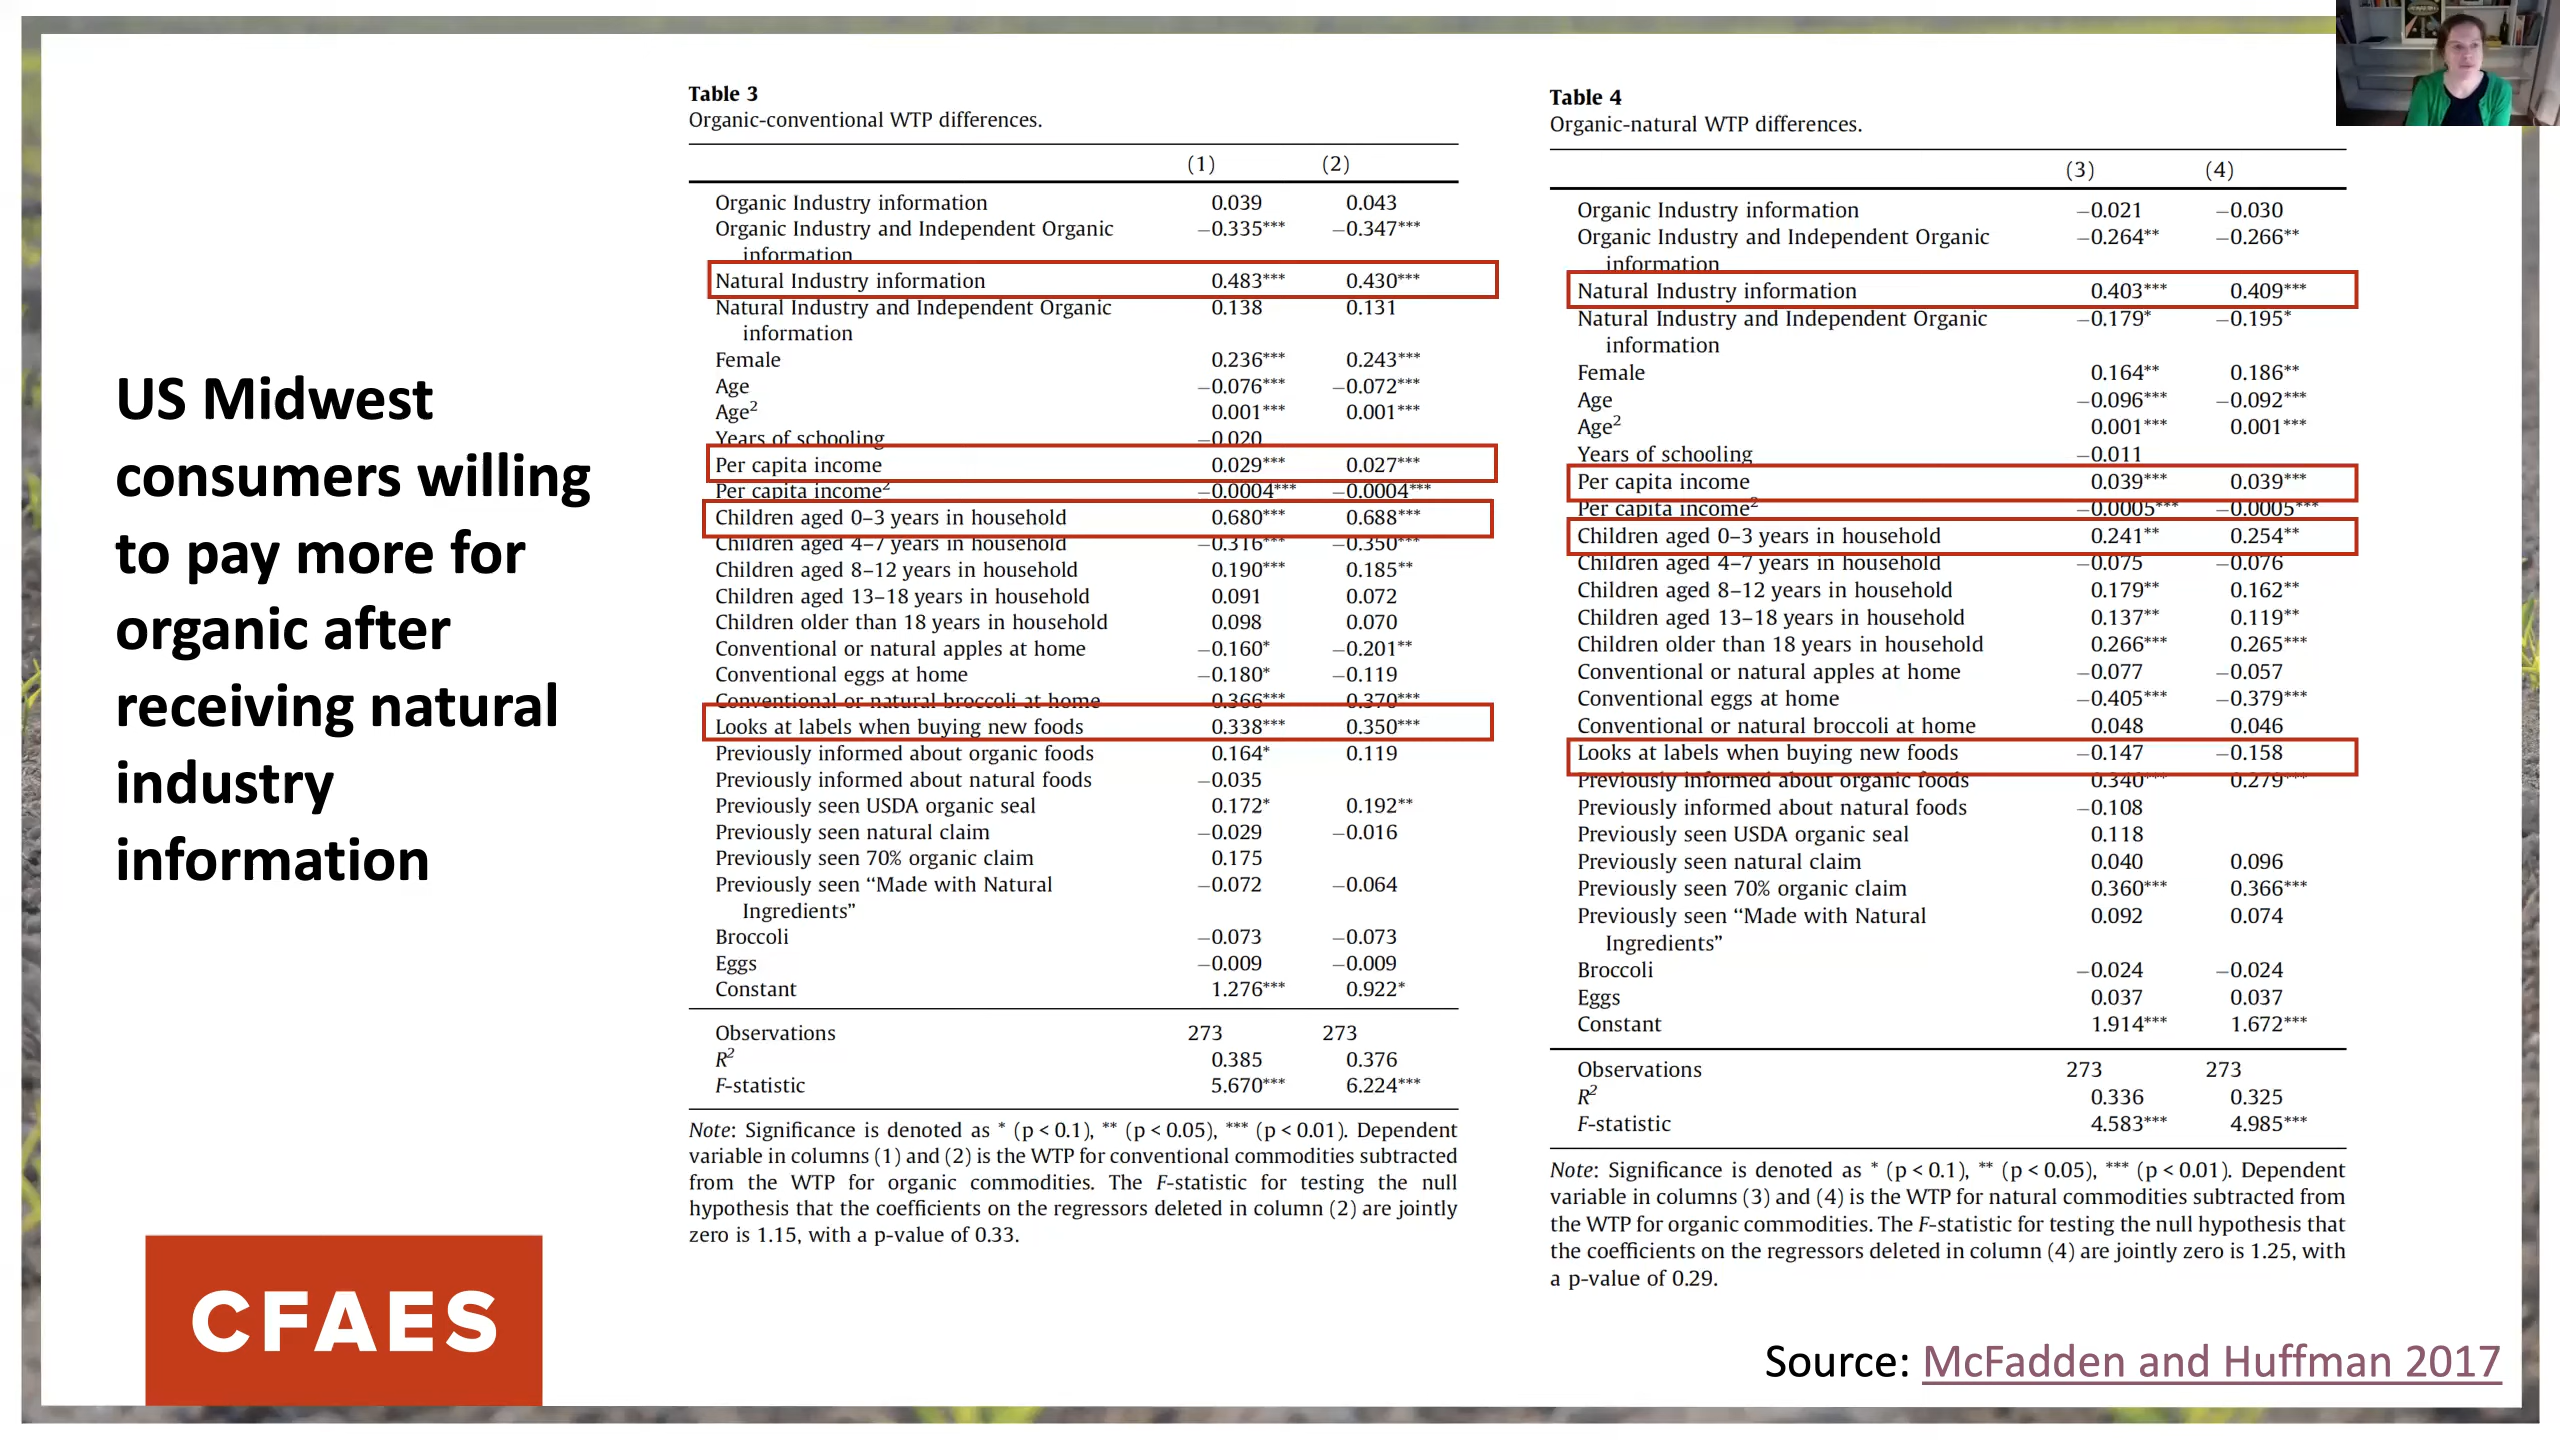 US Midwest
consumers willing
to pay more for
organic after
receiving natural
industry
information
CFAES
Table 3
Organic-conventional WTP differences.
(1) (2)
Organic Industry information 0.039 0.043
Organic Industry and Independent Organic −0.335*** −0.347***
information
Natural Industry information 0.483*** 0.430***
Natural Industry and Independent Organic 0.138 0.131
information
Female 0.236*** 0.243***
Age −0.076*** −0.072***
Age² 0.001*** 0.001***
Years of schooling −0.020
Per capita income 0.029*** 0.027***
Per capita income² −0.0004*** −0.0004***
Children aged 0–3 years in household 0.680*** 0.688***
Children aged 4–7 years in household −0.316*** −0.350***
Children aged 8–12 years in household 0.190*** 0.185**
Children aged 13–18 years in household 0.091 0.072
Children older than 18 years in household 0.098 0.070
Conventional or natural apples at home −0.160* −0.201**
Conventional eggs at home −0.180* −0.119
Conventional or natural broccoli at home 0.366*** 0.370***
Looks at labels when buying new foods 0.338*** 0.350***
Previously informed about organic foods 0.164* 0.119
Previously informed about natural foods −0.035
Previously seen USDA organic seal 0.172* 0.192**
Previously seen natural claim −0.029 −0.016
Previously seen 70% organic claim 0.175
Previously seen “Made with Natural −0.072 −0.064
Ingredients”
Broccoli −0.073 −0.073
Eggs −0.009 −0.009
Constant 1.276*** 0.922*
Observations 273 273
R² 0.385 0.376
F-statistic 5.670*** 6.224***
Note: Significance is denoted as * (p < 0.1), ** (p < 0.05), *** (p < 0.01). Dependent
variable in columns (1) and (2) is the WTP for conventional commodities subtracted
from the WTP for organic commodities. The F-statistic for testing the null
hypothesis that the coefficients on the regressors deleted in column (2) are jointly
zero is 1.15, with a p-value of 0.33.
Table 4
Organic-natural WTP differences.
(3) (4)
Organic Industry information −0.021 −0.030
Organic Industry and Independent Organic −0.264** −0.266**
information
Natural Industry information 0.403*** 0.409***
Natural Industry and Independent Organic −0.179* −0.195*
information
Female 0.164** 0.186**
Age −0.096*** −0.092***
Age² 0.001*** 0.001***
Years of schooling −0.011
Per capita income 0.039*** 0.039***
Per capita income² −0.0005*** −0.0005***
Children aged 0–3 years in household 0.241** 0.254**
Children aged 4–7 years in household −0.075 −0.076
Children aged 8–12 years in household 0.179** 0.162**
Children aged 13–18 years in household 0.137** 0.119**
Children older than 18 years in household 0.266*** 0.265***
Conventional or natural apples at home −0.077 −0.057
Conventional eggs at home −0.405*** −0.379***
Conventional or natural broccoli at home 0.048 0.046
Looks at labels when buying new foods −0.147 −0.158
Previously informed about organic foods 0.340*** 0.279***
Previously informed about natural foods −0.108
Previously seen USDA organic seal 0.118
Previously seen natural claim 0.040 0.096
Previously seen 70% organic claim 0.360*** 0.366***
Previously seen “Made with Natural 0.092 0.074
Ingredients”
Broccoli −0.024 −0.024
Eggs 0.037 0.037
Constant 1.914*** 1.672***
Observations 273 273
R² 0.336 0.325
F-statistic 4.583*** 4.985***
Note: Significance is denoted as * (p < 0.1), ** (p < 0.05), *** (p < 0.01). Dependent
variable in columns (3) and (4) is the WTP for natural commodities subtracted from
the WTP for organic commodities. The F-statistic for testing the null hypothesis that
the coefficients on the regressors deleted in column (4) are jointly zero is 1.25, with
a p-value of 0.29.
Source: McFadden and Huffman 2017